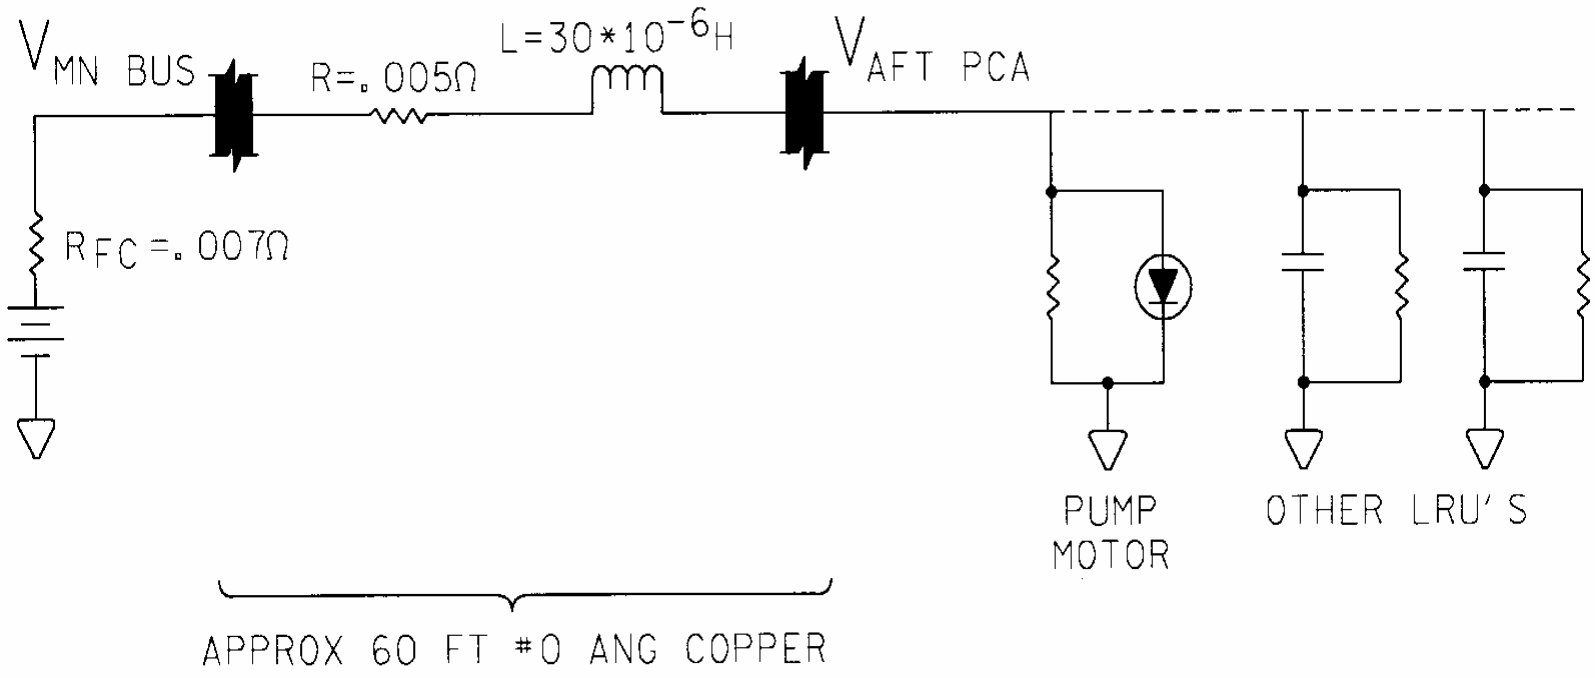 V MN BUS
R=.005Ω
L=30*10⁻⁶H
V AFT PCA
R FC =.007Ω
PUMP
MOTOR
OTHER LRU'S
APPROX 60 FT #0 ANG COPPER